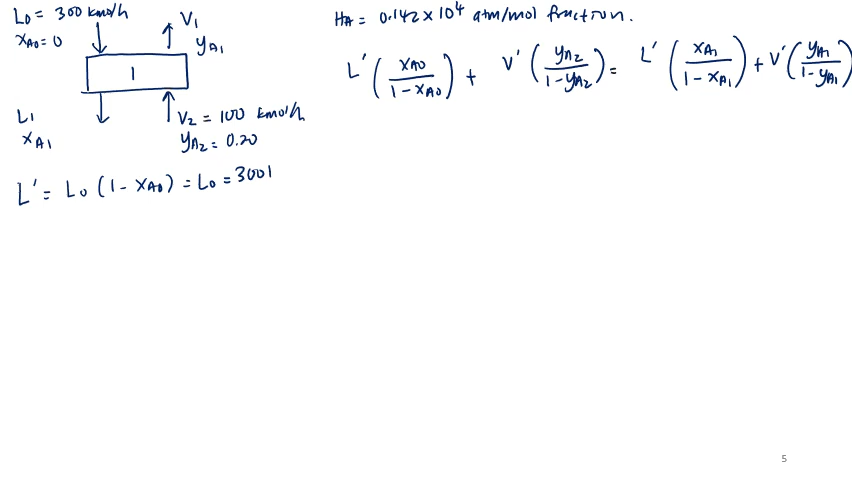 L0 = 300 kmol/h
xA0 = 0
V1
yA1
1
L1
xA1
V2 = 100 kmol/h
yA2 = 0.20
L' = L0 (1 - xA0) = L0 = 300 l
HA = 0.142 × 10^4 atm/mol fraction.
L' (xA0 / 1 - xA0) + V' (yA2 / 1 - yA2) = L' (xA1 / 1 - xA1) + V' (yA1 / 1 - yA1)
5